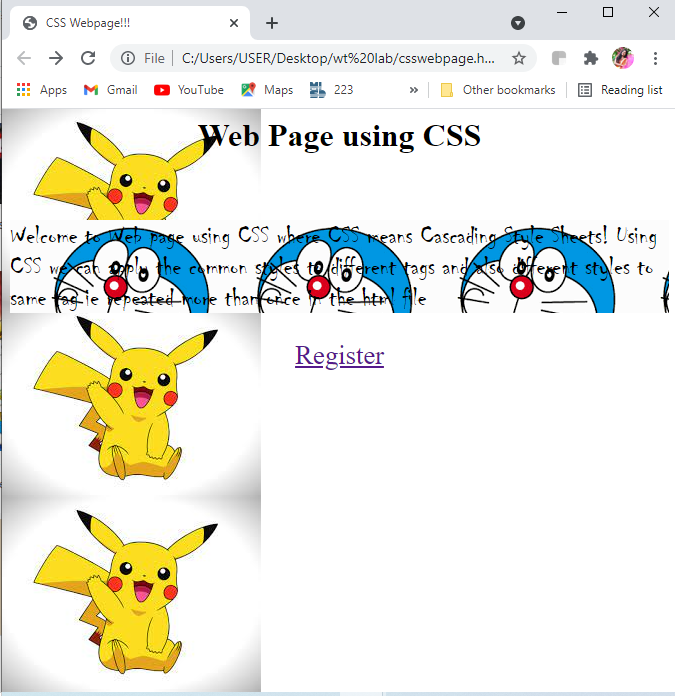 CSS Webpage!!!
File C:/Users/USER/Desktop/wt%20lab/csswebpage.h...
Apps Gmail YouTube Maps 223 » Other bookmarks Reading list
Web Page using CSS
Welcome to Web page using CSS where CSS means Cascading Style Sheets! Using
CSS we can apply the common styles to different tags and also different styles to
same tag ie repeated more than once in the html file
Register